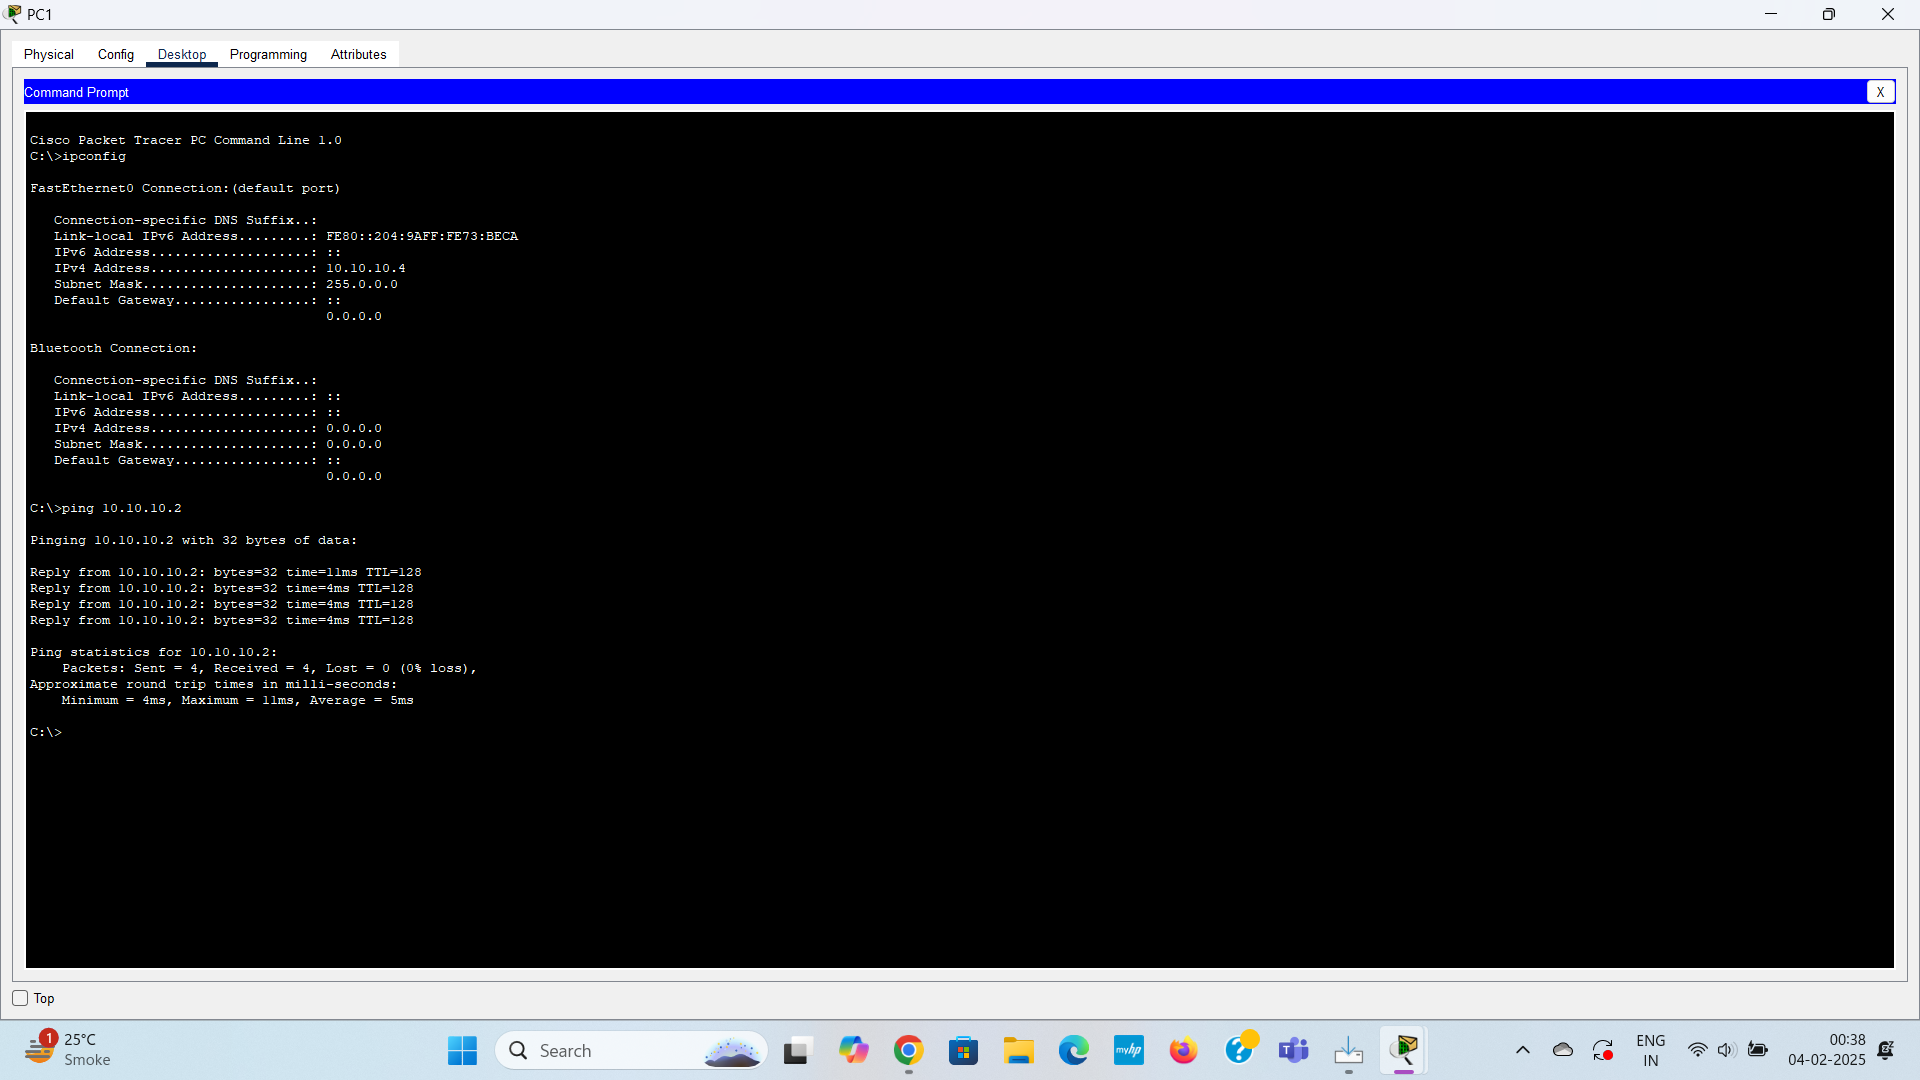 PC1
Physical Config Desktop Programming Attributes
Command Prompt X
Cisco Packet Tracer PC Command Line 1.0
C:\>ipconfig
FastEthernet0 Connection:(default port)
Connection-specific DNS Suffix..:
Link-local IPv6 Address.........: FE80::204:9AFF:FE73:BECA
IPv6 Address....................: ::
IPv4 Address....................: 10.10.10.4
Subnet Mask.....................: 255.0.0.0
Default Gateway.................: ::
0.0.0.0
Bluetooth Connection:
Connection-specific DNS Suffix..:
Link-local IPv6 Address.........: ::
IPv6 Address....................: ::
IPv4 Address....................: 0.0.0.0
Subnet Mask.....................: 0.0.0.0
Default Gateway.................: ::
0.0.0.0
C:\>ping 10.10.10.2
Pinging 10.10.10.2 with 32 bytes of data:
Reply from 10.10.10.2: bytes=32 time=11ms TTL=128
Reply from 10.10.10.2: bytes=32 time=4ms TTL=128
Reply from 10.10.10.2: bytes=32 time=4ms TTL=128
Reply from 10.10.10.2: bytes=32 time=4ms TTL=128
Ping statistics for 10.10.10.2:
Packets: Sent = 4, Received = 4, Lost = 0 (0% loss),
Approximate round trip times in milli-seconds:
Minimum = 4ms, Maximum = 11ms, Average = 5ms
C:\>
Top
1
25°C
Smoke
Search
myhp
ENG
IN
00:38
04-02-2025